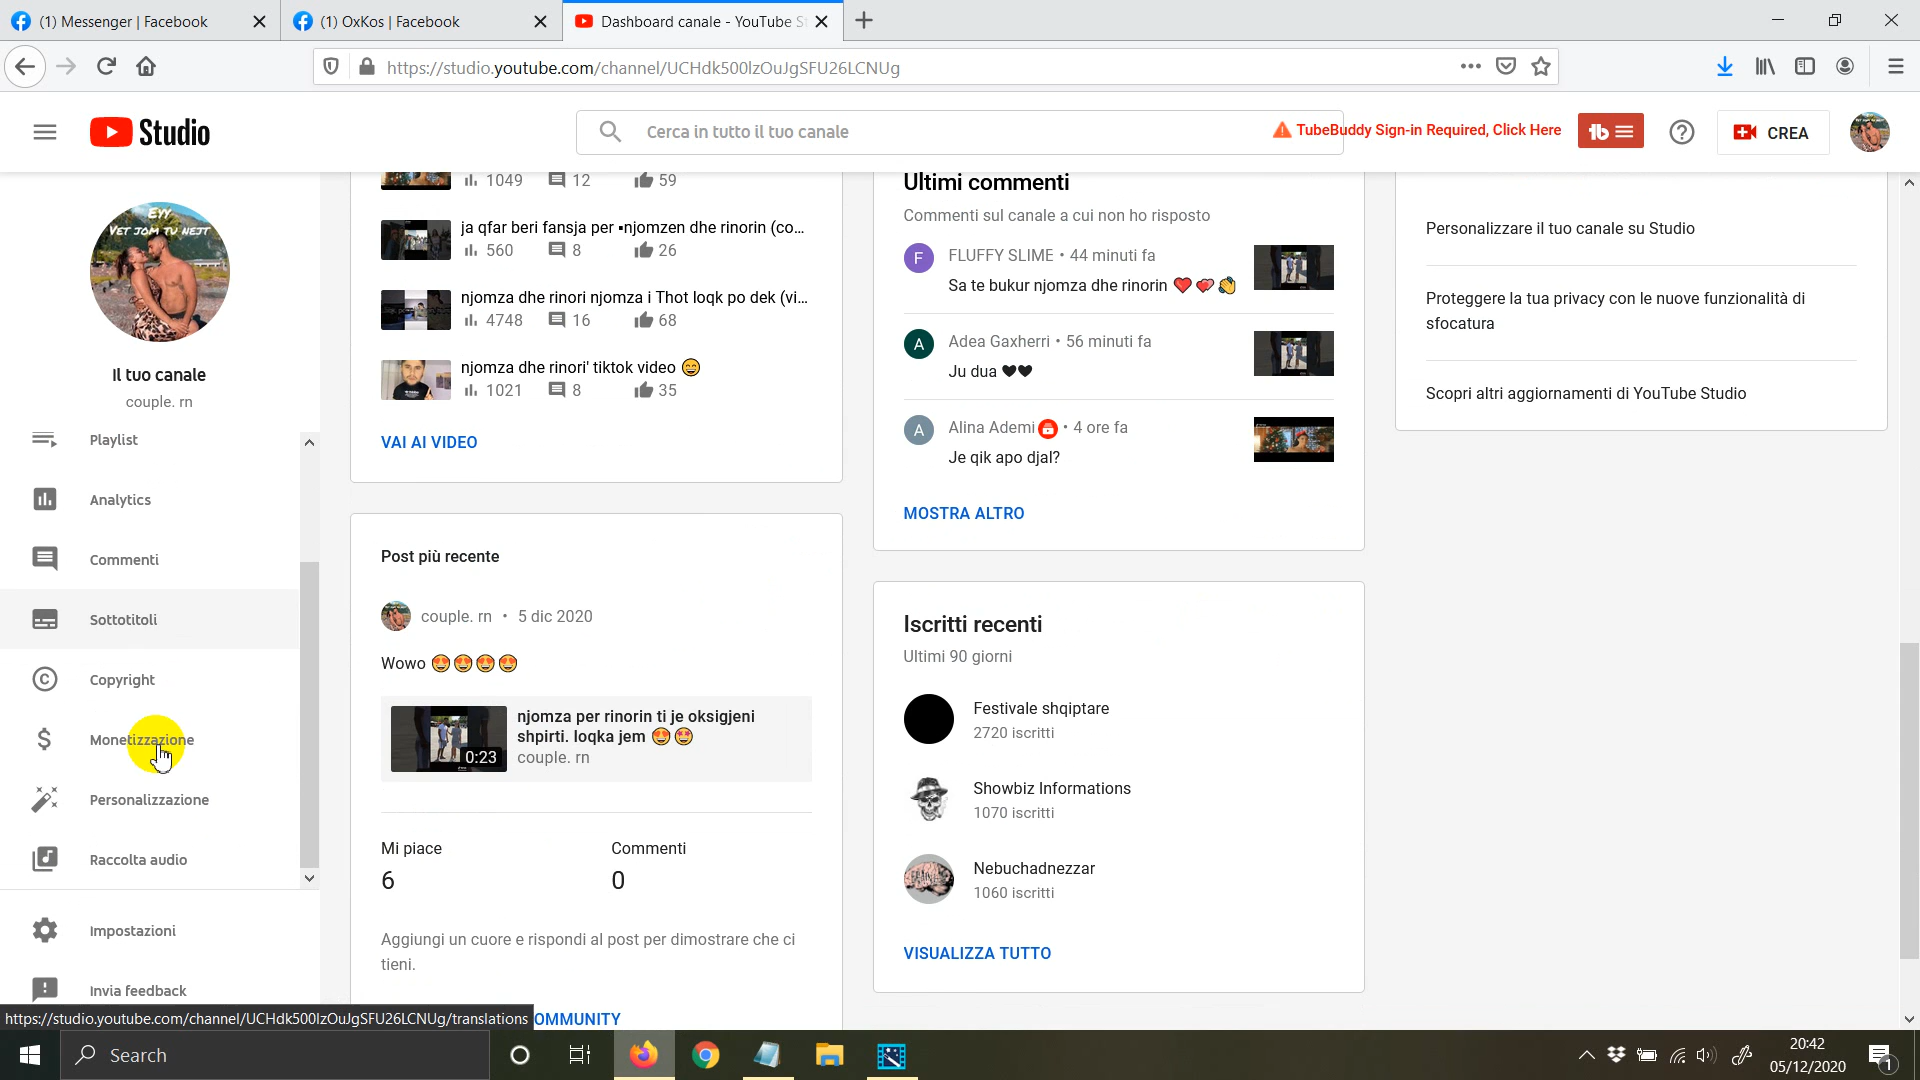 (1) Messenger | Facebook
(1) OxKos | Facebook
Dashboard canale - YouTube S
https://studio.youtube.com/channel/UCHdk500lzOuJgSFU26LCNUg
Studio
Cerca in tutto il tuo canale
TubeBuddy Sign-in Required, Click Here
tb
CREA
EYY
VET JOM TU NEJT
Il tuo canale
couple. rn
Playlist
Analytics
Commenti
Sottotitoli
Copyright
Monetizzazione
Personalizzazione
Raccolta audio
Impostazioni
Invia feedback
https://studio.youtube.com/channel/UCHdk500lzOuJgSFU26LCNUg/translations
1049 12 59
ja qfar beri fansja per ▪njomzen dhe rinorin (co...
560 8 26
njomza dhe rinori njomza i Thot loqk po dek (vi...
4748 16 68
njomza dhe rinori' tiktok video 😄
1021 8 35
VAI AI VIDEO
Post più recente
couple. rn • 5 dic 2020
Wowo 😍😍😍😍
njomza per rinorin ti je oksigjeni
shpirti. loqka jem 😍🤩
couple. rn
0:23
Mi piace
Commenti
6
0
Aggiungi un cuore e rispondi al post per dimostrare che ci
tieni.
OMMUNITY
Ultimi commenti
Commenti sul canale a cui non ho risposto
F
FLUFFY SLIME • 44 minuti fa
Sa te bukur njomza dhe rinorin ❤️💕👏
A
Adea Gaxherri • 56 minuti fa
Ju dua 🖤🖤
A
Alina Ademi • 4 ore fa
Je qik apo djal?
MOSTRA ALTRO
Iscritti recenti
Ultimi 90 giorni
Festivale shqiptare
2720 iscritti
Showbiz Informations
1070 iscritti
Nebuchadnezzar
1060 iscritti
VISUALIZZA TUTTO
Personalizzare il tuo canale su Studio
Proteggere la tua privacy con le nuove funzionalità di
sfocatura
Scopri altri aggiornamenti di YouTube Studio
Search
20:42
05/12/2020
1